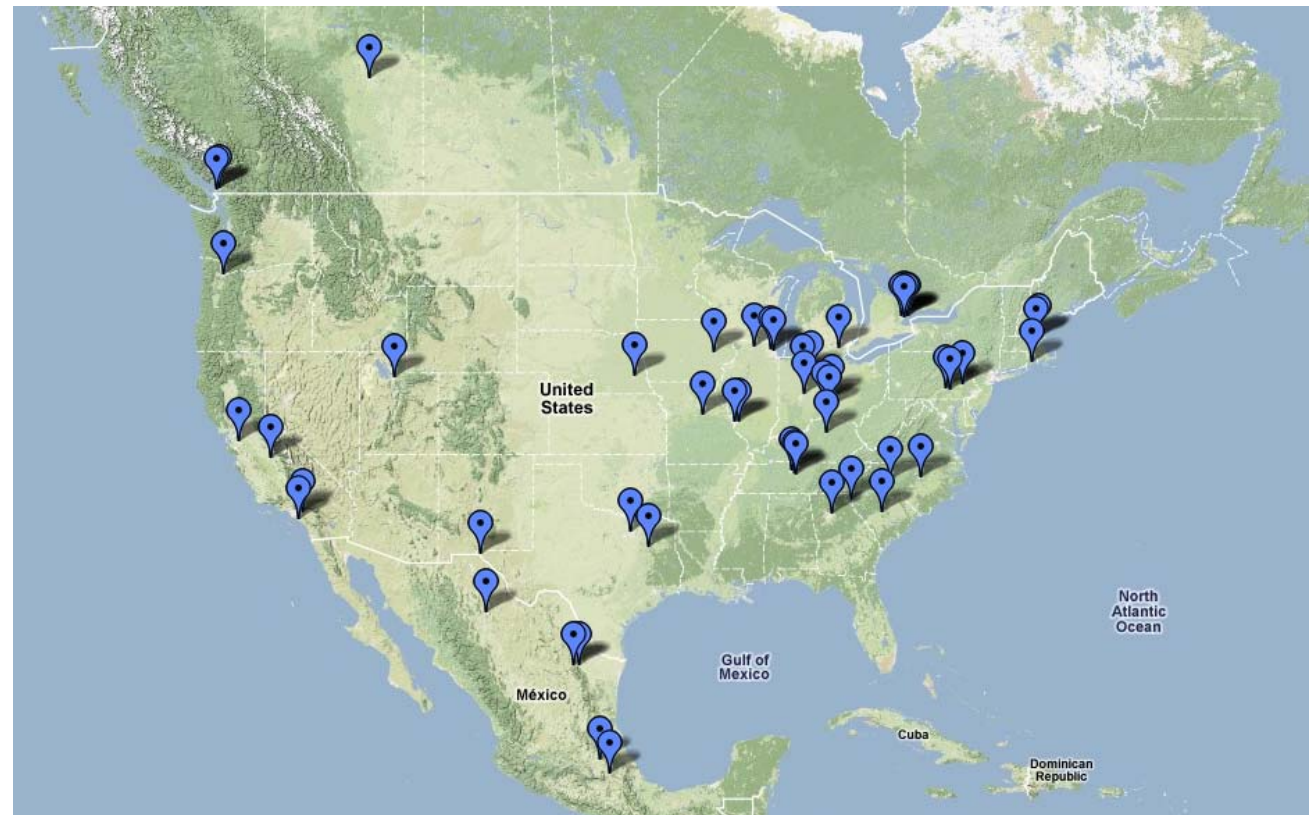 United
States
North
Atlantic
Ocean
Gulf of
Mexico
México
Cuba
Dominican
Republic